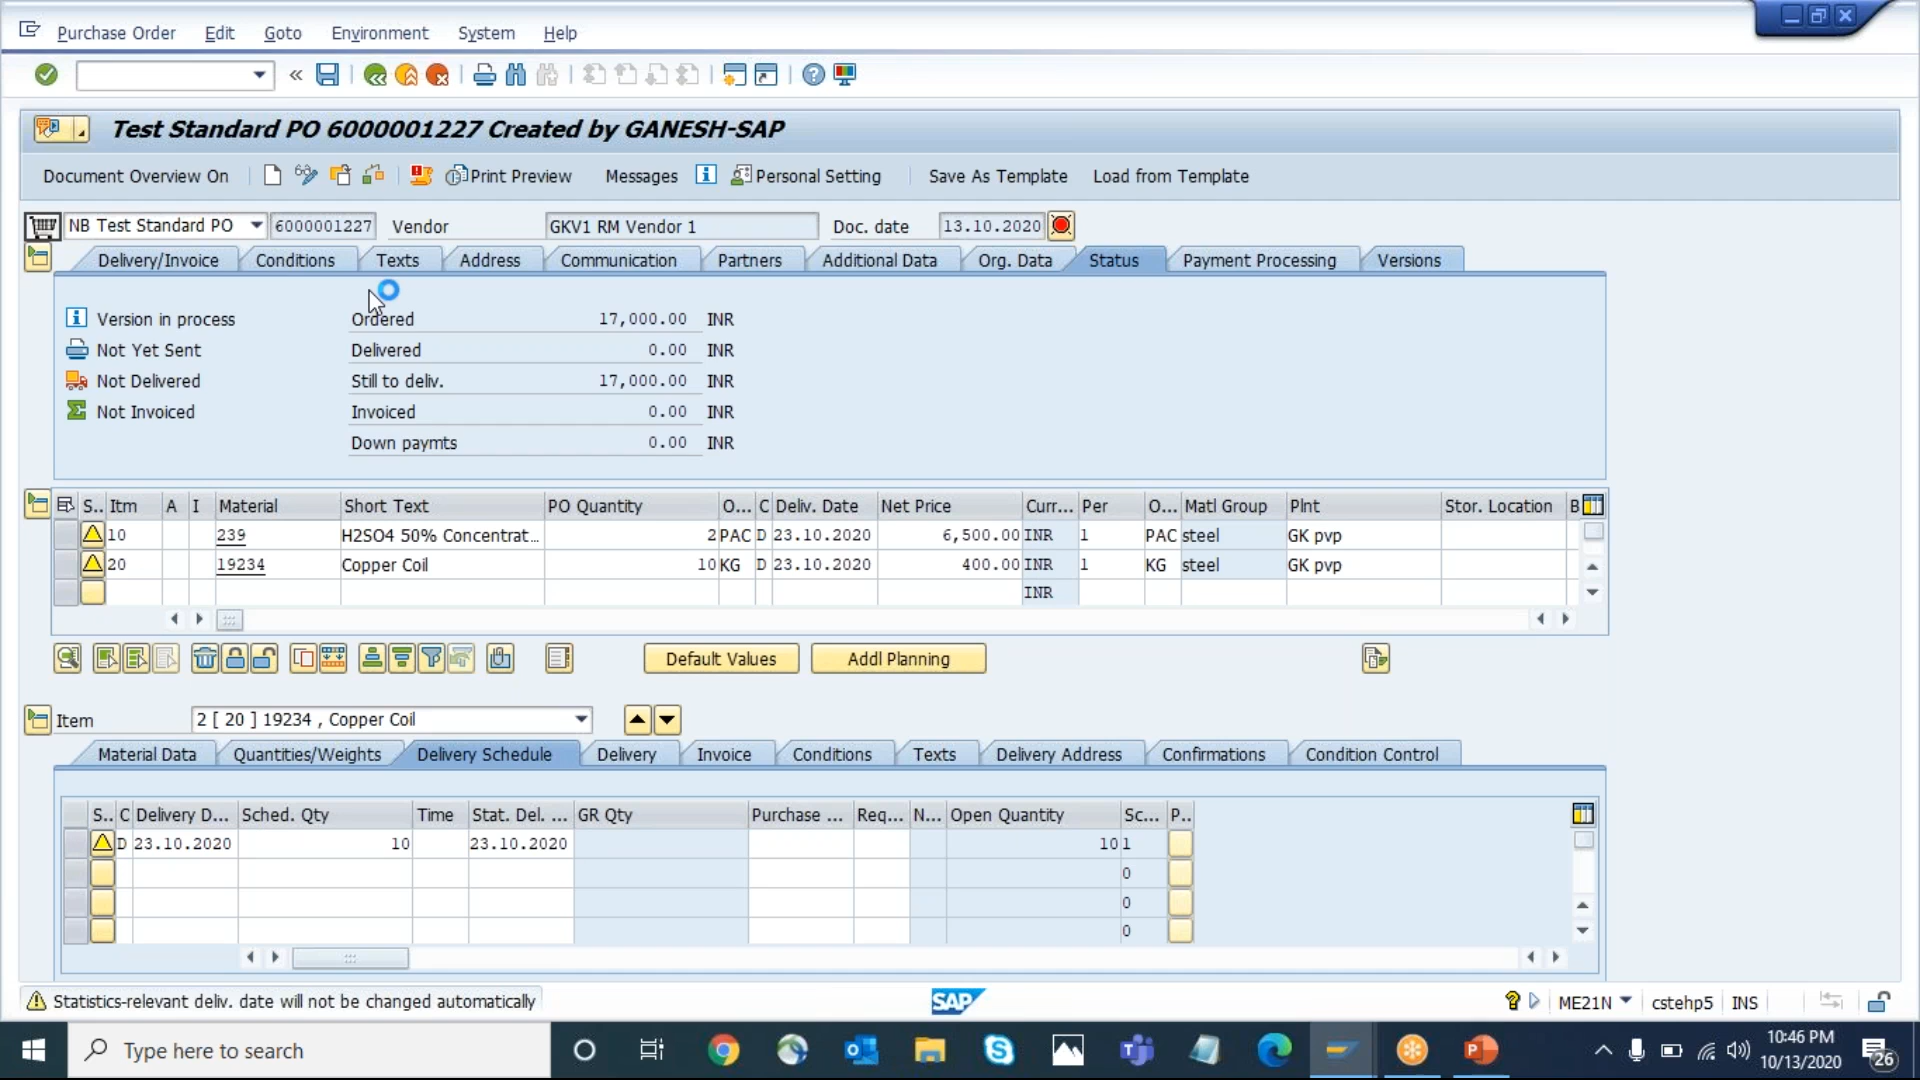 Purchase Order Edit Goto Environment System Help
Test Standard PO 6000001227 Created by GANESH-SAP
Document Overview On Print Preview Messages Personal Setting Save As Template Load from Template
NB Test Standard PO 6000001227 Vendor GKV1 RM Vendor 1 Doc. date 13.10.2020
Delivery/Invoice Conditions Texts Address Communication Partners Additional Data Org. Data Status Payment Processing Versions
Version in process Ordered 17,000.00 INR
Not Yet Sent Delivered 0.00 INR
Not Delivered Still to deliv. 17,000.00 INR
Not Invoiced Invoiced 0.00 INR
Down paymts 0.00 INR
S.. Itm A I Material Short Text PO Quantity O... C Deliv. Date Net Price Curr... Per O... Matl Group Plnt Stor. Location B
10 239 H2SO4 50% Concentrat... 2 PAC D 23.10.2020 6,500.00 INR 1 PAC steel GK pvp
20 19234 Copper Coil 10 KG D 23.10.2020 400.00 INR 1 KG steel GK pvp
INR
Default Values Addl Planning
Item 2 [ 20 ] 19234 , Copper Coil
Material Data Quantities/Weights Delivery Schedule Delivery Invoice Conditions Texts Delivery Address Confirmations Condition Control
S.. C Delivery D... Sched. Qty Time Stat. Del. ... GR Qty Purchase ... Req... N... Open Quantity Sc... P..
D 23.10.2020 10 23.10.2020 10 1
0
0
0
Statistics-relevant deliv. date will not be changed automatically SAP ME21N cstehp5 INS
Type here to search 10:46 PM
10/13/2020 26